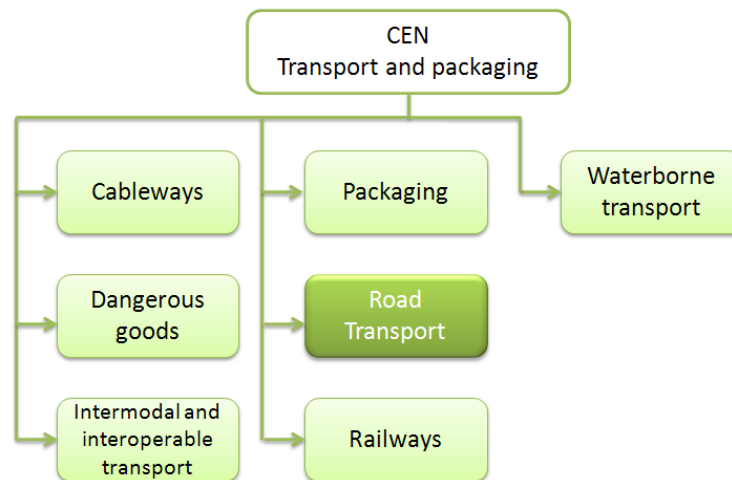 CEN
Transport and packaging
Cableways
Packaging
Waterborne
transport
Dangerous
goods
Road
Transport
Intermodal and
interoperable
transport
Railways